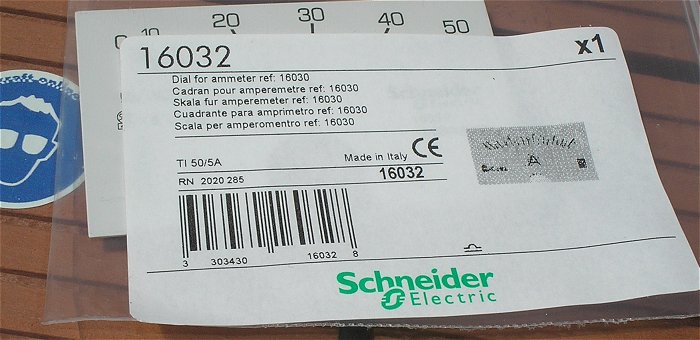 0 10 20 30 40 50
16032
x1
Dial for ammeter ref: 16030
Cadran pour amperemetre ref: 16030
Skala fur amperemeter ref: 16030
Cuadrante para amprimetro ref: 16030
Scala per amperomentro ref: 16030
TI 50/5A
Made in Italy CE
RN 2020 285
16032
A
3 303430 16032 8
Schneider
Electric